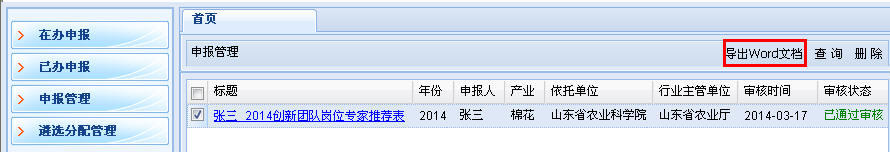 在办申报
已办申报
申报管理
遴选分配管理
首页
申报管理 导出Word文档 查 询 删 除
标题 年份 申报人 产业 依托单位 行业主管单位 审核时间 审核状态
张三_2014创新团队岗位专家推荐表 2014 张三 棉花 山东省农业科学院 山东省农业厅 2014-03-17 已通过审核